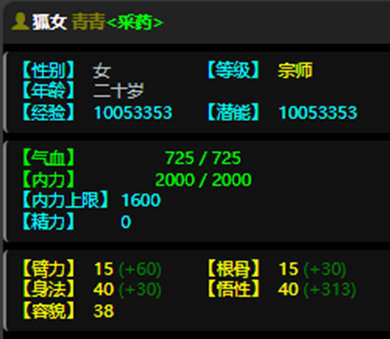 狐女 青青<采药>
【性别】 女 【等级】 宗师
【年龄】 二十岁
【经验】 10053353 【潜能】 10053353
【气血】 725 / 725
【内力】 2000 / 2000
【内力上限】 1600
【精力】 0
【臂力】 15 (+60) 【根骨】 15 (+30)
【身法】 40 (+30) 【悟性】 40 (+313)
【容貌】 38